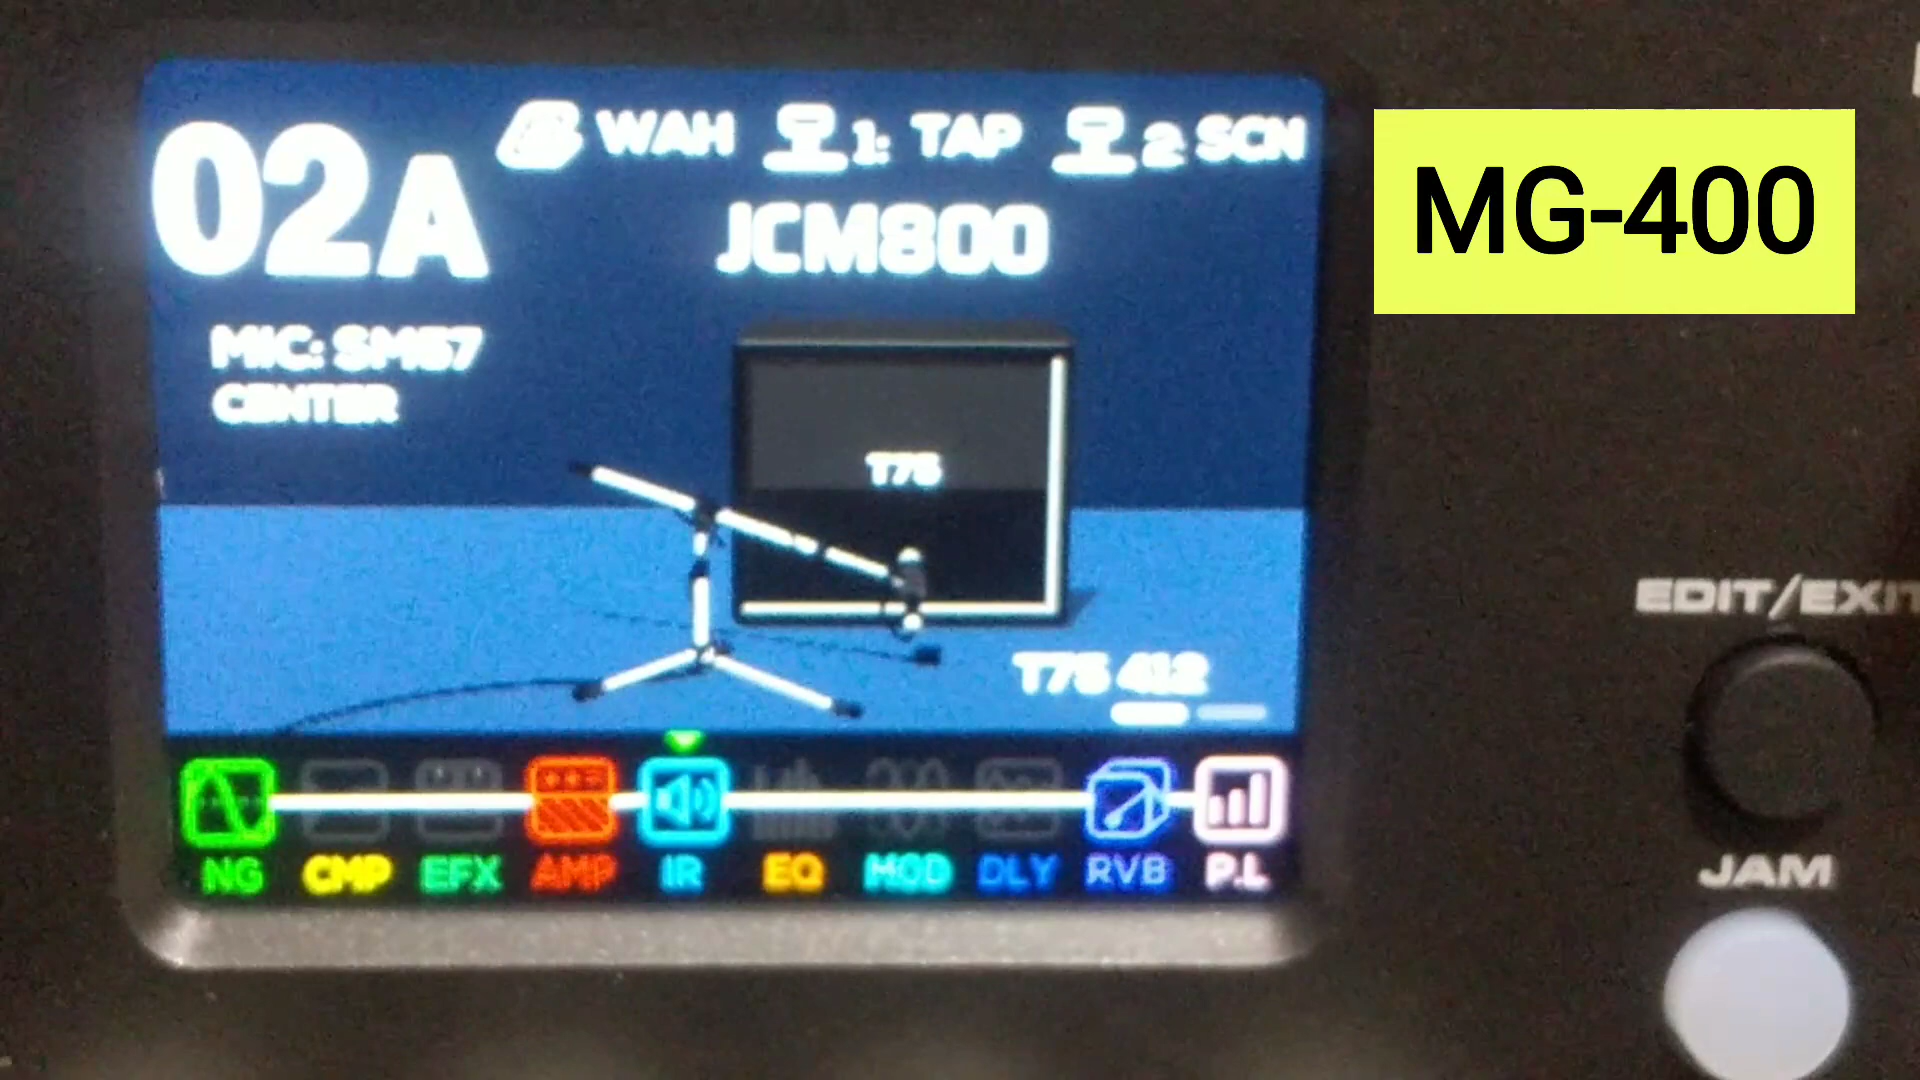 02A
WAH 1: TAP 2 SCN
JCM800
MG-400
MIC: SM57
CENTER
T75
T75 412
EDIT/EXIT
NG CMP EFX AMP IR EQ MOD DLY RVB P.L
JAM